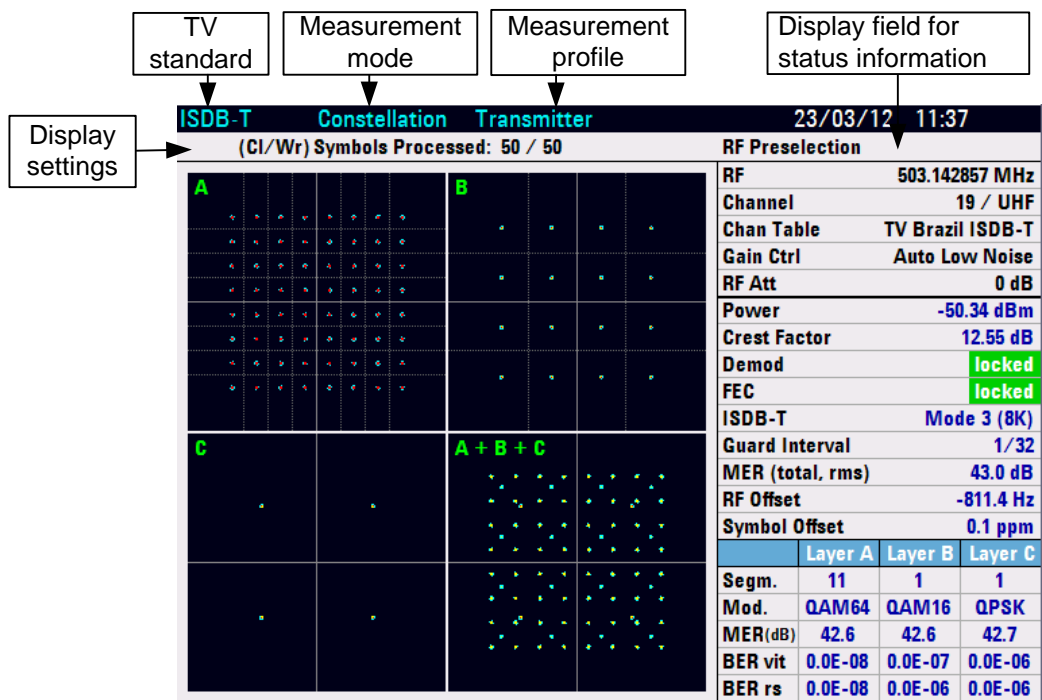 TV standard
Measurement mode
Measurement profile
Display field for status information
Display settings
ISDB-T Constellation Transmitter 23/03/12 11:37
(Cl/Wr) Symbols Processed: 50 / 50
RF Preselection
A
B
C
A + B + C
RF 503.142857 MHz
Channel 19 / UHF
Chan Table TV Brazil ISDB-T
Gain Ctrl Auto Low Noise
RF Att 0 dB
Power -50.34 dBm
Crest Factor 12.55 dB
Demod locked
FEC locked
ISDB-T Mode 3 (8K)
Guard Interval 1/32
MER (total, rms) 43.0 dB
RF Offset -811.4 Hz
Symbol Offset 0.1 ppm
Layer A Layer B Layer C
Segm. 11 1 1
Mod. QAM64 QAM16 QPSK
MER(dB) 42.6 42.6 42.7
BER vit 0.0E-08 0.0E-07 0.0E-06
BER rs 0.0E-08 0.0E-06 0.0E-06